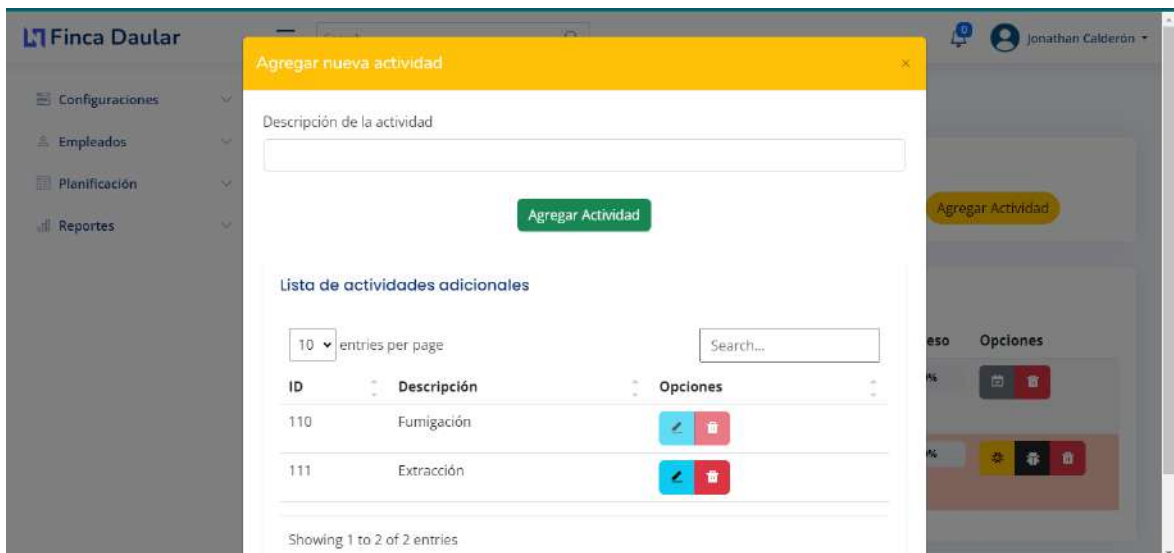 Finca Daular
0
Jonathan Calderón
Agregar nueva actividad
×
Configuraciones
Empleados
Planificación
Reportes
Descripción de la actividad
Agregar Actividad
Agregar Actividad
Lista de actividades adicionales
10 entries per page
Search...
eso Opciones
ID Descripción Opciones
110 Fumigación
111 Extracción
Showing 1 to 2 of 2 entries